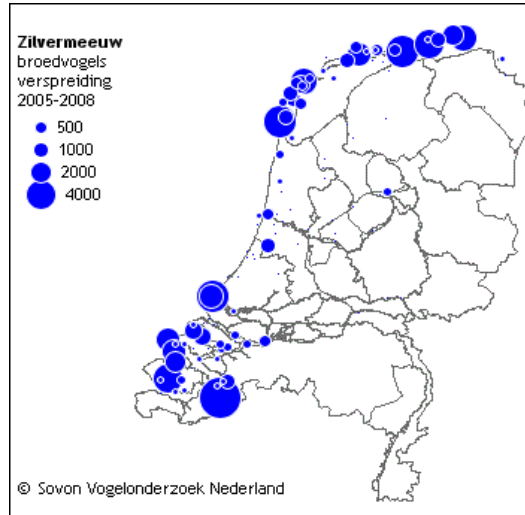 Zilvermeeuw
broedvogels
verspreiding
2005-2008
500
1000
2000
4000
© Sovon Vogelonderzoek Nederland